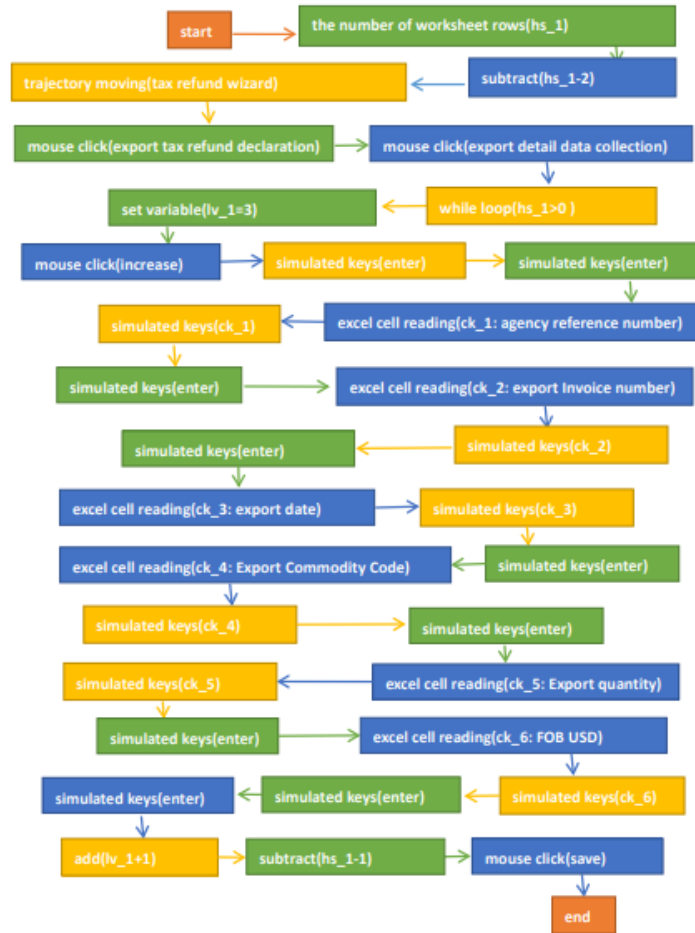 start
the number of worksheet rows(hs_1)
subtract(hs_1-2)
trajectory moving(tax refund wizard)
mouse click(export tax refund declaration)
mouse click(export detail data collection)
while loop(hs_1>0 )
set variable(lv_1=3)
mouse click(increase)
simulated keys(enter)
simulated keys(enter)
excel cell reading(ck_1: agency reference number)
simulated keys(ck_1)
simulated keys(enter)
excel cell reading(ck_2: export Invoice number)
simulated keys(ck_2)
simulated keys(enter)
excel cell reading(ck_3: export date)
simulated keys(ck_3)
simulated keys(enter)
excel cell reading(ck_4: Export Commodity Code)
simulated keys(ck_4)
simulated keys(enter)
excel cell reading(ck_5: Export quantity)
simulated keys(ck_5)
simulated keys(enter)
excel cell reading(ck_6: FOB USD)
simulated keys(ck_6)
simulated keys(enter)
simulated keys(enter)
add(lv_1+1)
subtract(hs_1-1)
mouse click(save)
end